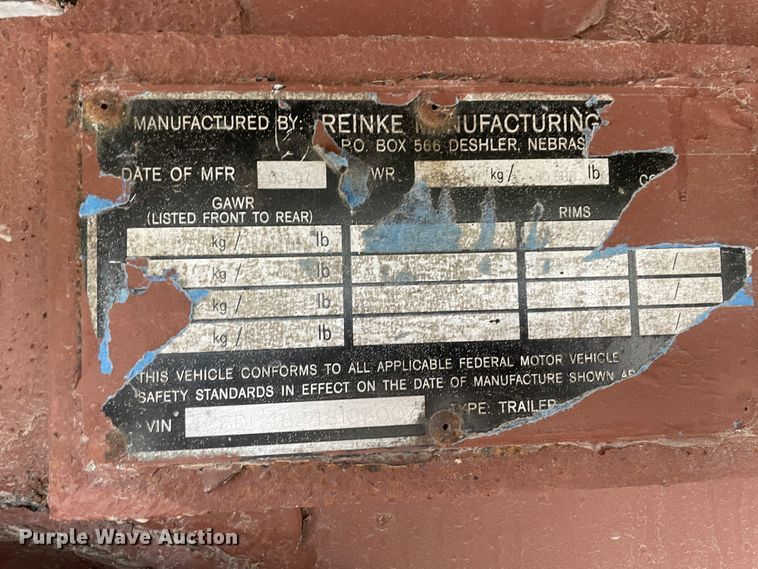 MANUFACTURED BY: REINKE M NUFACTURING
P.O. BOX 566 DESHLER, NEBRAS
DATE OF MFR WR kg/ lb
GAWR
(LISTED FRONT TO REAR) RIMS
kg/ lb
kg/ lb /
kg/ lb /
kg/ lb /
THIS VEHICLE CONFORMS TO ALL APPLICABLE FEDERAL MOTOR VEHICLE
SAFETY STANDARDS IN EFFECT ON THE DATE OF MANUFACTURE SHOWN AB
VIN TYPE: TRAILER
Purple Wave Auction